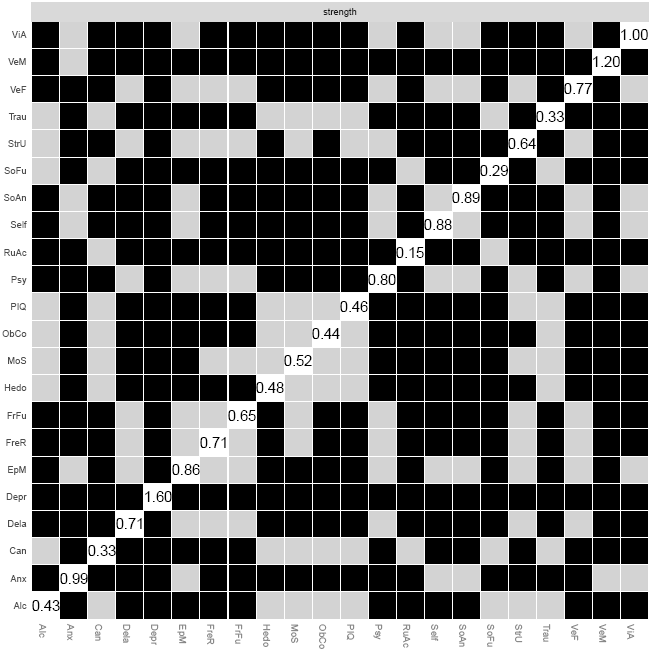 strength
ViA 1.00
VeM 1.20
VeF 0.77
Trau 0.33
StrU 0.64
SoFu 0.29
SoAn 0.89
Self 0.88
RuAc 0.15
Psy 0.80
PIQ 0.46
ObCo 0.44
MoS 0.52
Hedo 0.48
FrFu 0.65
FreR 0.71
EpM 0.86
Depr 1.60
Dela 0.71
Can 0.33
Anx 0.99
Alc 0.43
Alc Anx Can Dela Depr EpM FreR FrFu Hedo MoS ObCo PIQ Psy RuAc Self SoAn SoFu StrU Trau VeF VeM ViA